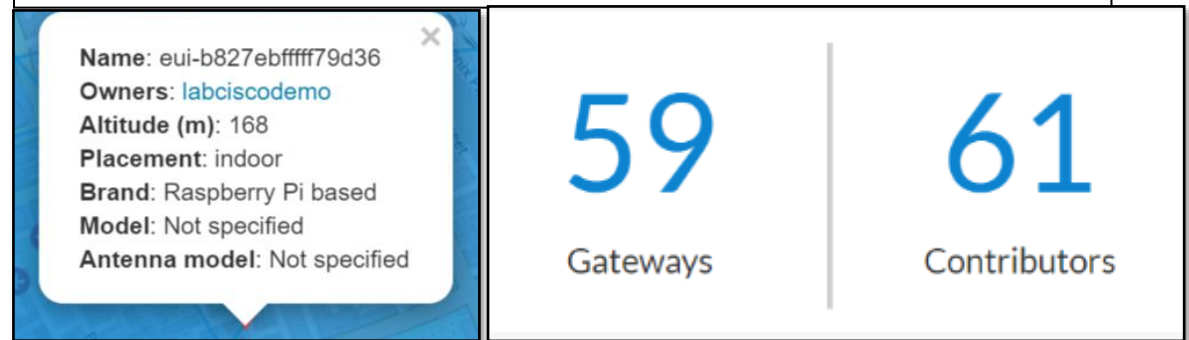 Name: eui-b827ebfffff79d36
Owners: labciscodemo
Altitude (m): 168
Placement: indoor
Brand: Raspberry Pi based
Model: Not specified
Antenna model: Not specified
59
Gateways
61
Contributors